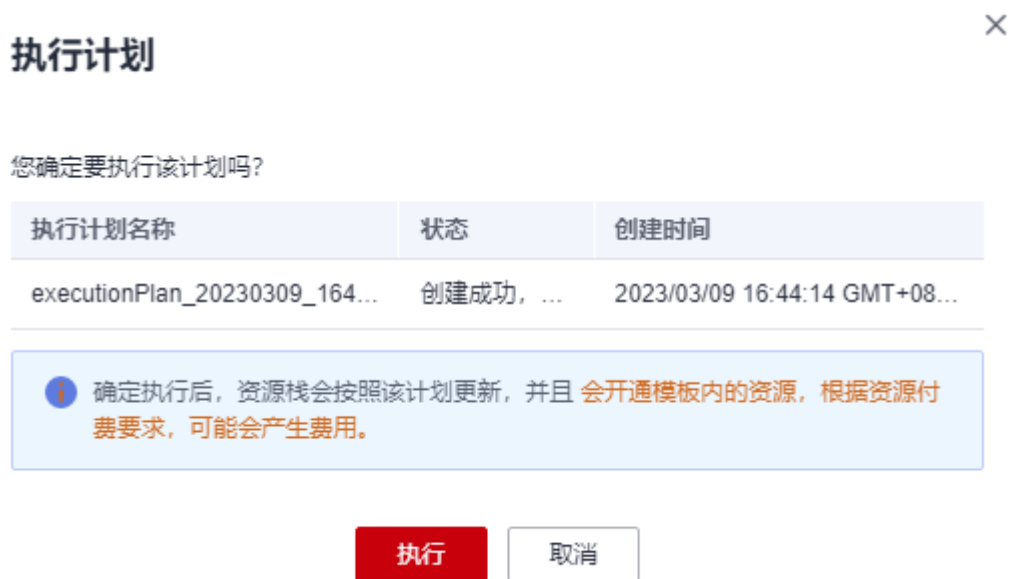 执行计划
您确定要执行该计划吗?
执行计划名称 状态 创建时间
executionPlan_20230309_164... 创建成功，... 2023/03/09 16:44:14 GMT+08...
确定执行后，资源栈会按照该计划更新，并且 会开通模板内的资源，根据资源付
费要求，可能会产生费用。
执行 取消